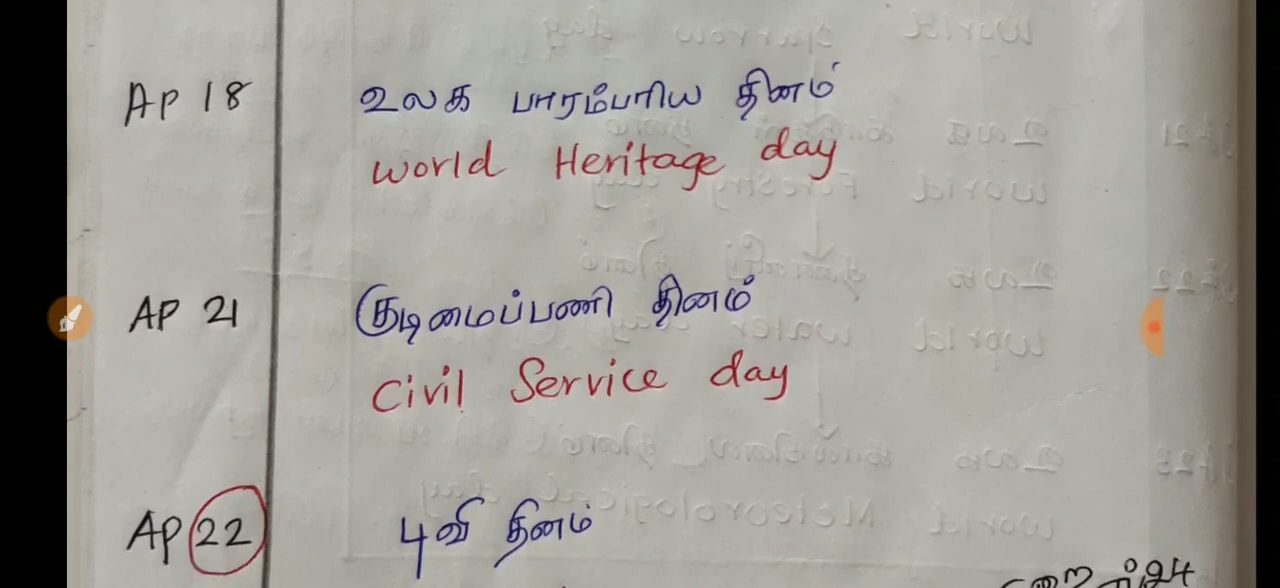 AP 18 உலக பாரம்பரிய தினம்
world Heritage day
AP 21 குடிமைப்பணி தினம்
civil Service day
AP 22 புவி தினம்